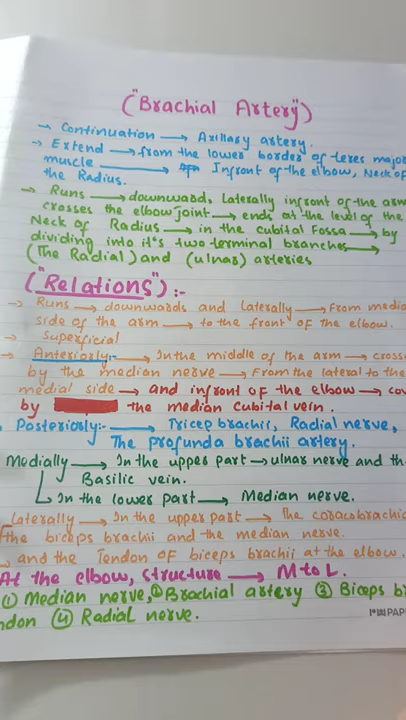 ("Brachial Artery")
→ Continuation → Axillary artery.
→ Extend → from the lower border of teres major
muscle → Infront of the elbow, Neck of
the Radius.
→ Runs → downward, laterally infront of the arm
crosses the elbow joint → ends at the level of the
Neck of Radius → in the cubital Fossa → by
dividing into it's two terminal branches →
(The Radial) and (ulnar) arteries
("Relations") :-
→ Runs → downwards and laterally → From media
side of the arm → to the front of the elbow.
→ Superficial
→ Anteriorly:- → In the middle of the arm → cross
by the median nerve → From the lateral to the
medial side → and infront of the elbow → co
by the median cubital vein.
Posteriorly:- → Tricep brachii, Radial nerve,
The profunda brachii artery.
Medially → In the upper part → ulnar nerve and th
Basilic vein.
In the lower part → Median nerve.
Laterally → In the upper part → The coracobrachia
the biceps brachii and the median nerve.
→ and the Tendon of biceps brachii at the elbow.
At the elbow, structure → M to L.
① Median nerve, ② Brachial artery ③ Biceps b
ndon ④ Radial nerve.
PAP